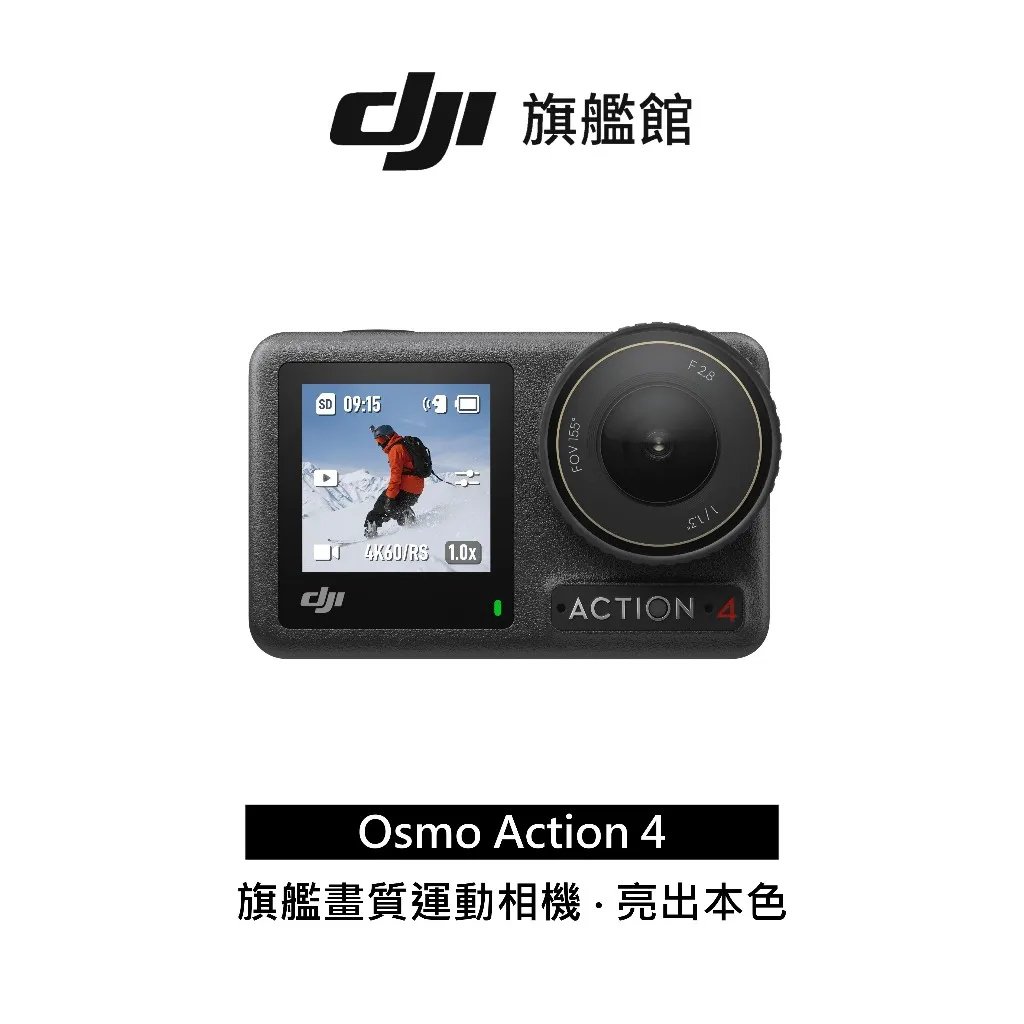 dji 旗艦館
SD 09:15
4K60/RS 1.0x
dji
F 2.8
FOV 155°
1/1.3"
ACTION 4
Osmo Action 4
旗艦畫質運動相機 · 亮出本色